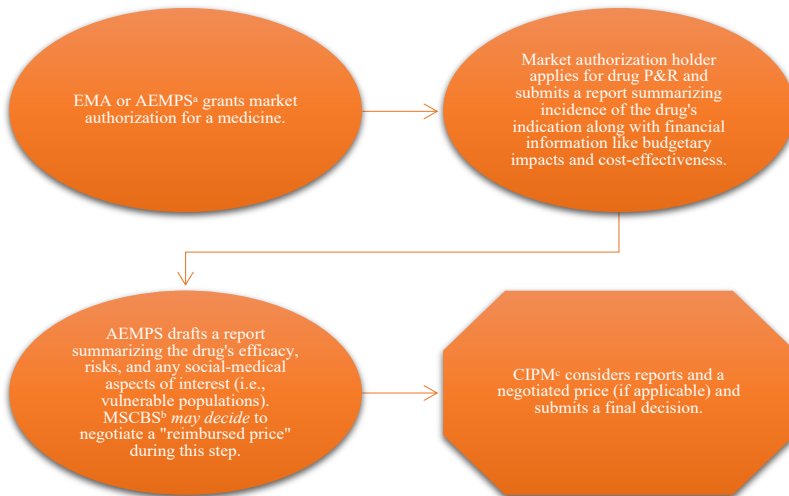 EMA or AEMPSᵃ grants market
authorization for a medicine.
Market authorization holder
applies for drug P&R and
submits a report summarizing
incidence of the drug's
indication along with financial
information like budgetary
impacts and cost-effectiveness.
AEMPS drafts a report
summarizing the drug's efficacy,
risks, and any social-medical
aspects of interest (i.e.,
vulnerable populations).
MSCBSᵇ may decide to
negotiate a "reimbursed price"
during this step.
CIPMᶜ considers reports and a
negotiated price (if applicable) and
submits a final decision.